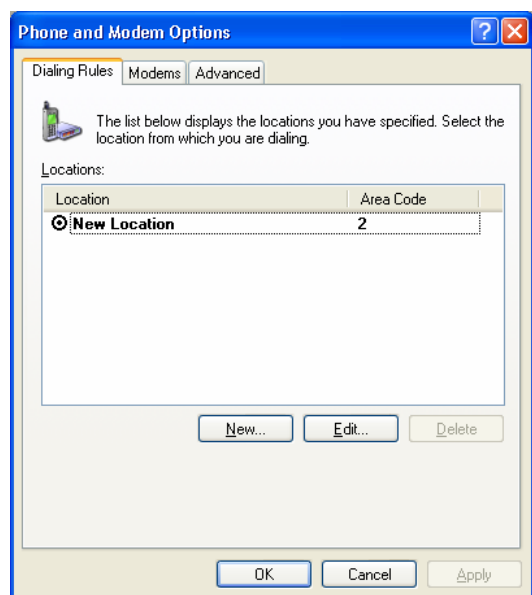 Phone and Modem Options
Dialing Rules Modems Advanced
The list below displays the locations you have specified. Select the
location from which you are dialing.
Locations:
Location Area Code
New Location 2
New... Edit... Delete
OK Cancel Apply